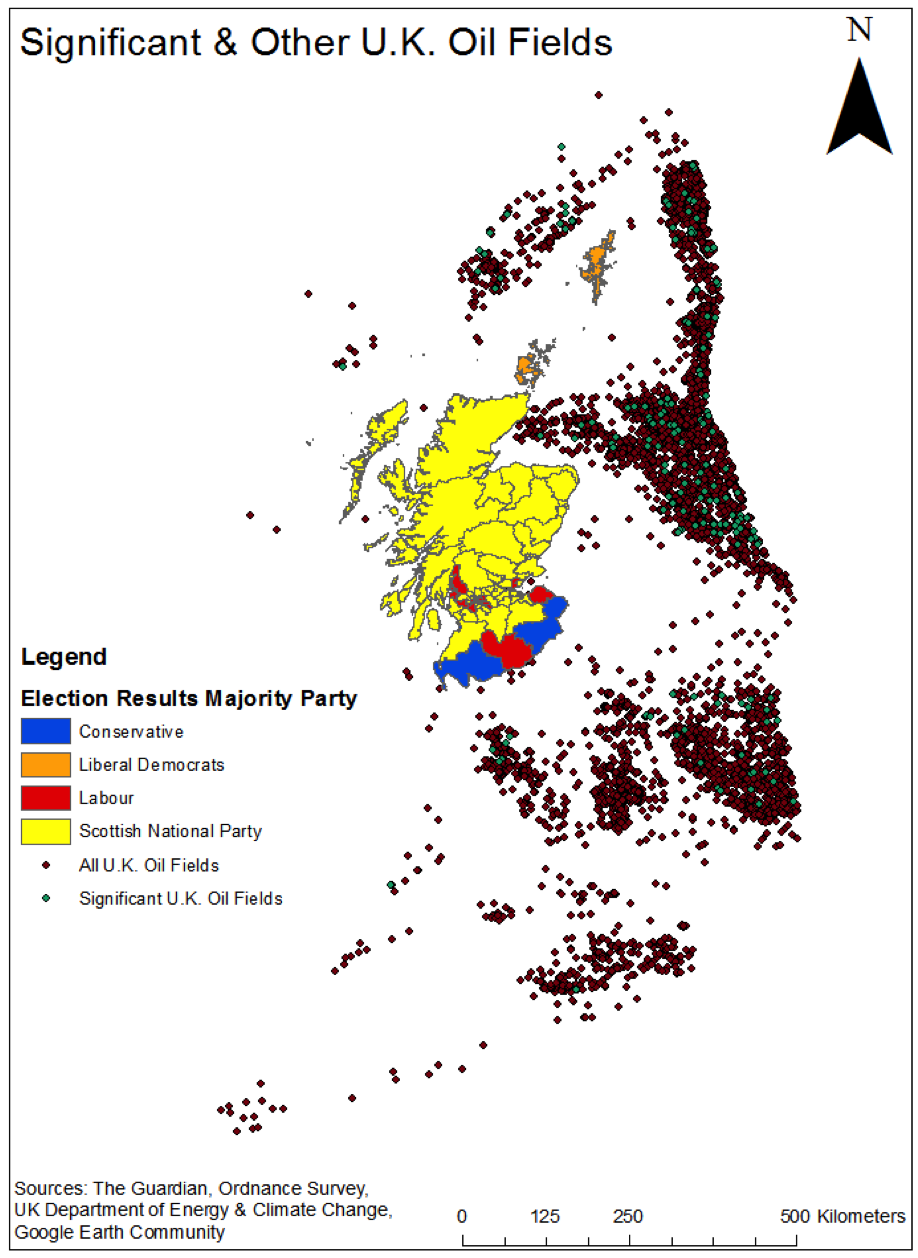 Significant & Other U.K. Oil Fields
N
Legend
Election Results Majority Party
Conservative
Liberal Democrats
Labour
Scottish National Party
All U.K. Oil Fields
Significant U.K. Oil Fields
Sources: The Guardian, Ordnance Survey,
UK Department of Energy & Climate Change,
Google Earth Community
0 125 250 500 Kilometers